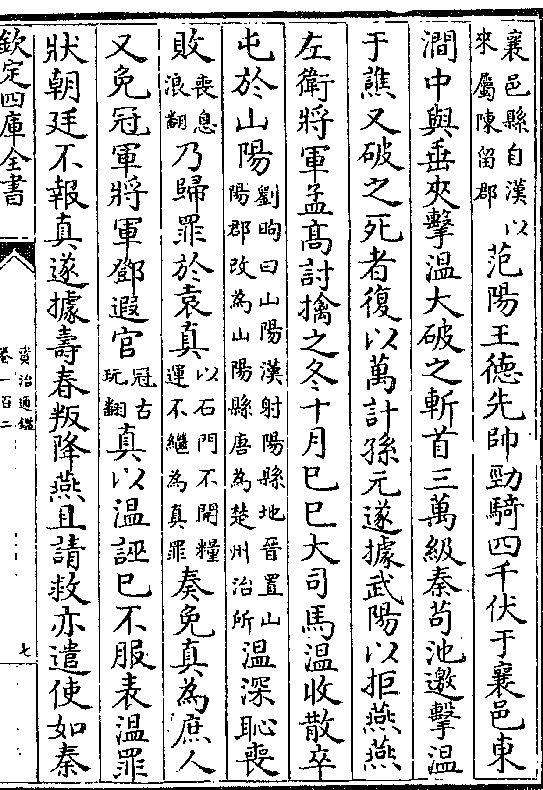 襄邑縣自漢以來屬陳留郡范陽王德先帥勁騎四千伏于襄邑東
澗中與垂夾擊溫大破之斬首三萬級秦苟池邀擊溫
于譙又破之死者復以萬計孫元遂據武陽以拒燕燕
左衛將軍孟高討擒之冬十月己巳大司馬溫收散卒
屯於山陽劉昫曰山陽漢射陽縣地晉置山陽郡改為山陽縣唐為楚州治所溫深恥喪
敗喪息浪翻乃歸罪於袁真以石門不開糧運不繼為真罪奏免真為庶人
又免冠軍將軍鄧遐官冠古玩翻真以溫誣己不服表溫罪
狀朝廷不報真遂據壽春叛降燕且請救亦遣使如秦
欽定四庫全書
資治通鑑
卷一百二
七